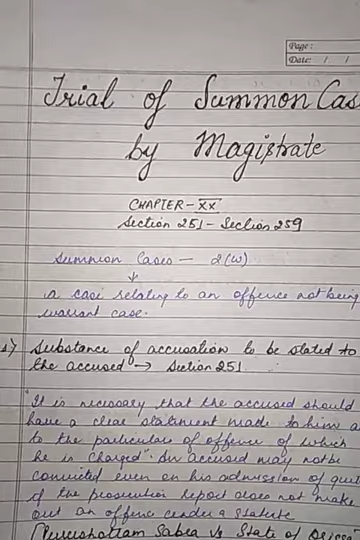 Page:
Date: / /
Trial of Summon Cas
by Magistrate
CHAPTER - XX
Section 251 - Section 259
Summon Cases - 2(w)
↓
a case relating to an offence not being
warrant case.
1) Substance of accusation to be stated to
the accused → Section 251
"It is necessary that the accused should
have a clear statement made to him a
to the particulars of offence of which
he is charged". An accused may not be
convicted even on his admission of guil
if the prosecution report does not make
out an offence under a statute
(Purushottam Sabra vs State of Orissa